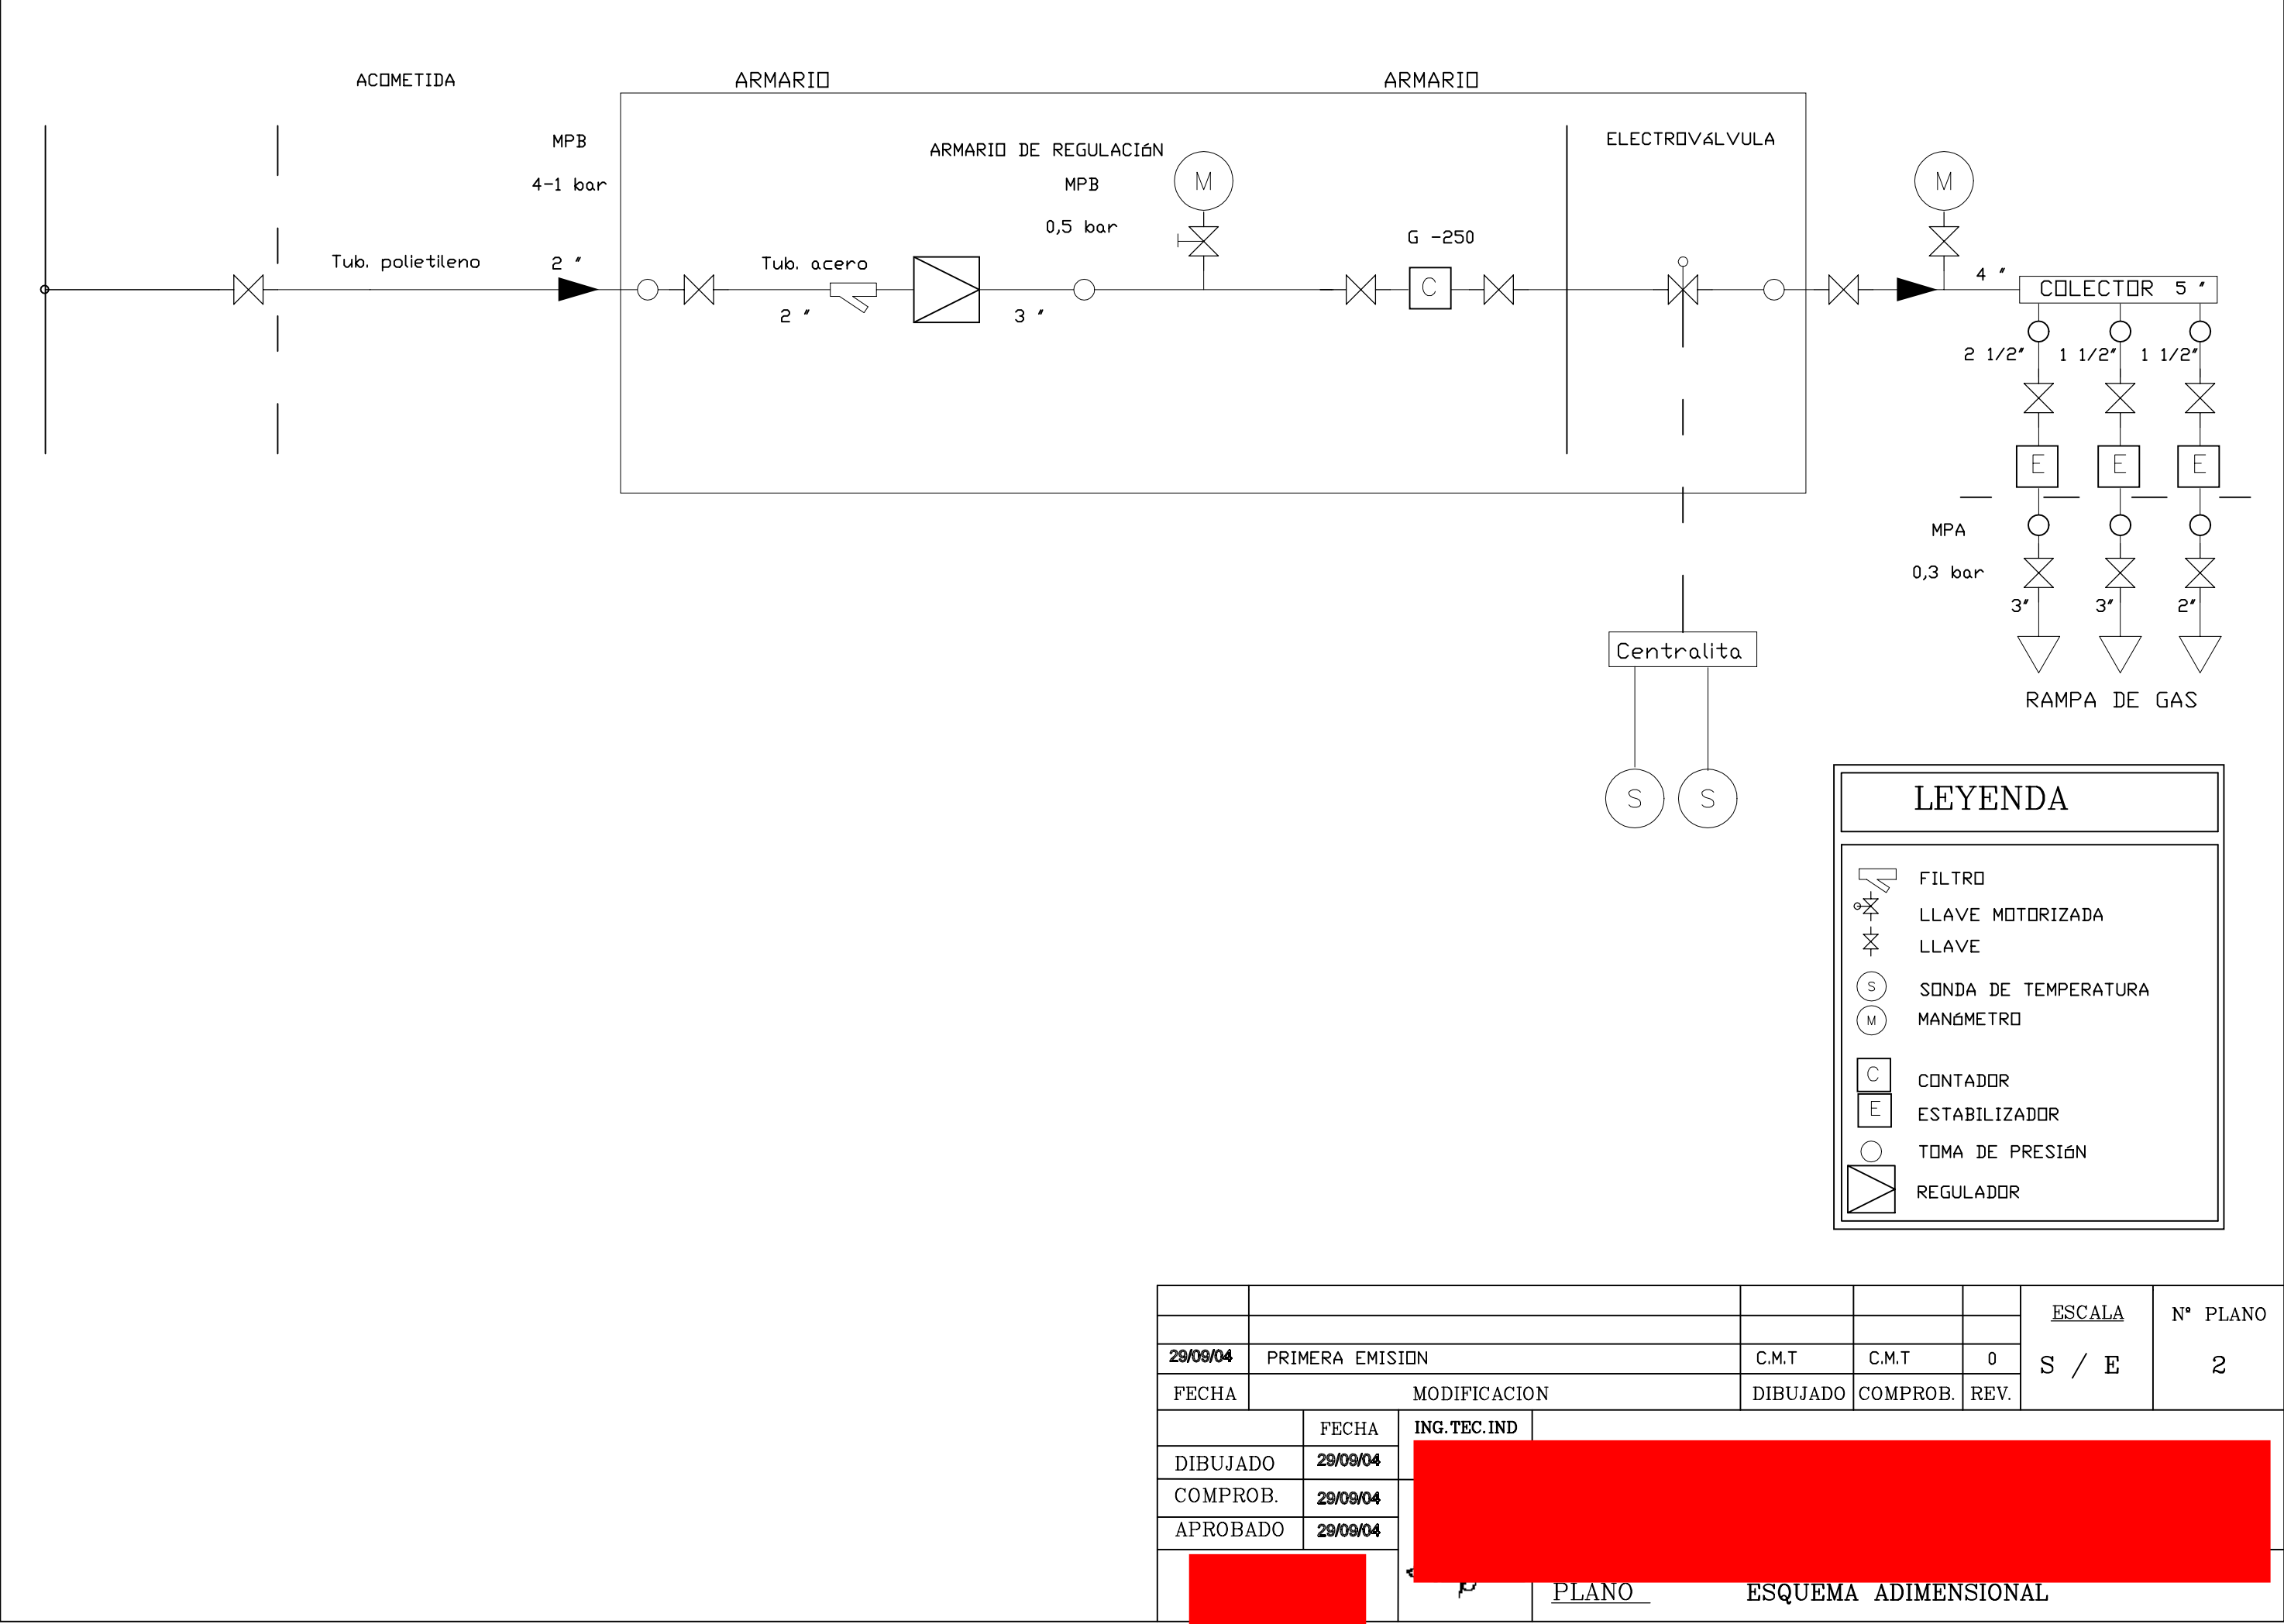 ACOMETIDA
ARMARIO
ARMARIO
MPB
4-1 bar
ARMARIO DE REGULACIóN
MPB
0,5 bar
M
ELECTROVáLVULA
M
G -250
Tub. polietileno
2 "
Tub. acero
2 "
3 "
C
4 "
COLECTOR 5 "
2 1/2" 1 1/2" 1 1/2"
E E E
MPA
0,3 bar
3" 3" 2"
Centralita
RAMPA DE GAS
S S
LEYENDA
FILTRO
LLAVE MOTORIZADA
LLAVE
S SONDA DE TEMPERATURA
M MANóMETRO
C CONTADOR
E ESTABILIZADOR
TOMA DE PRESIóN
REGULADOR
29/09/04 PRIMERA EMISION C.M.T C.M.T 0
FECHA MODIFICACION DIBUJADO COMPROB. REV.
ESCALA
S / E
Nº PLANO
2
FECHA ING.TEC.IND
DIBUJADO 29/09/04
COMPROB. 29/09/04
APROBADO 29/09/04
PLANO ESQUEMA ADIMENSIONAL